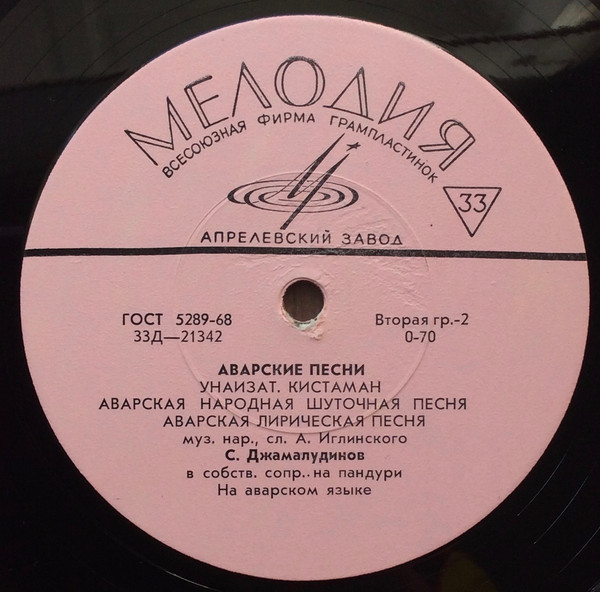 МЕЛОДИЯ
ВСЕСОЮЗНАЯ ФИРМА ГРАМПЛАСТИНОК
33
АПРЕЛЕВСКИЙ ЗАВОД
ГОСТ 5289-68
33Д—21342
Вторая гр.-2
0-70
АВАРСКИЕ ПЕСНИ
УНАИЗАТ. КИСТАМАН
АВАРСКАЯ НАРОДНАЯ ШУТОЧНАЯ ПЕСНЯ
АВАРСКАЯ ЛИРИЧЕСКАЯ ПЕСНЯ
муз. нар., сл. А. Иглинского
С. Джамалудинов
в собств. сопр.. на пандури
На аварском языке